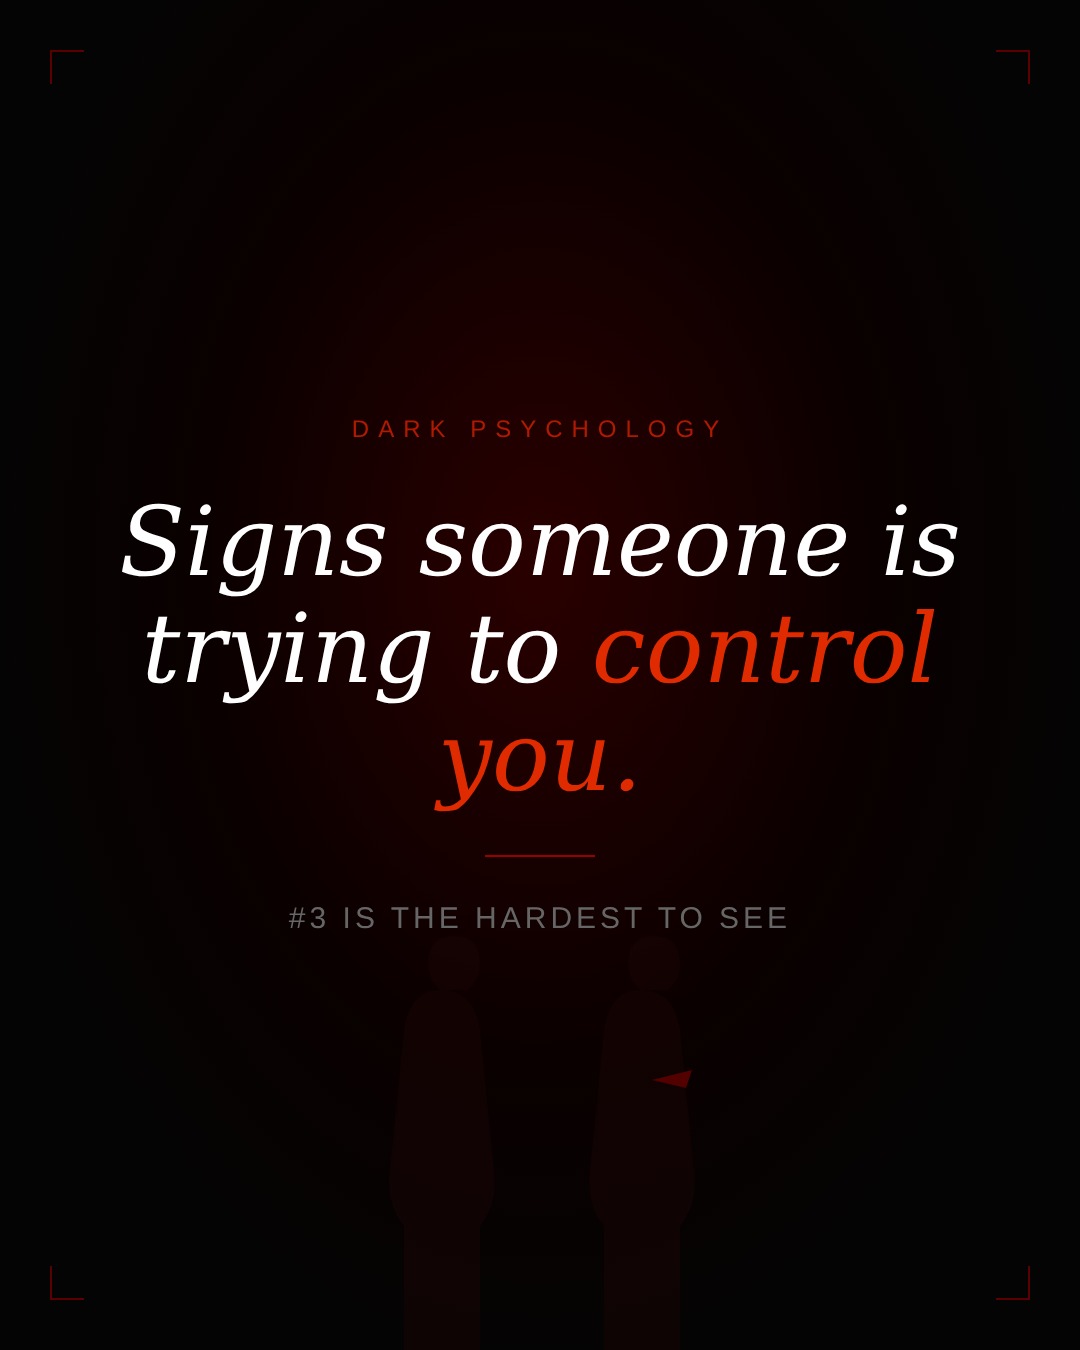 DARK PSYCHOLOGY
Signs someone is
trying to control
you.
#3 IS THE HARDEST TO SEE